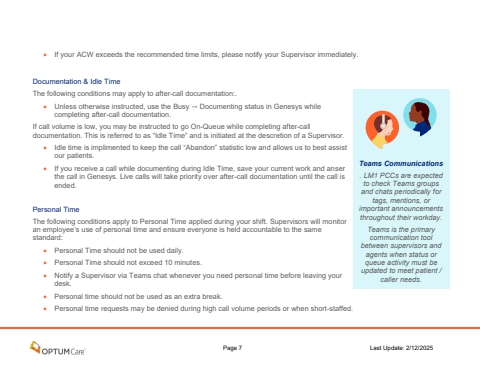 • If your ACW exceeds the recommended time limits, please notify your Supervisor immediately.
Documentation & Idle Time
The following conditions may apply to after-call documentation:.
• Unless otherwise instructed, use the Busy → Documenting status in Genesys while
completing after-call documentation.
If call volume is low, you may be instructed to go On-Queue while completing after-call
documentation. This is referred to as “Idle Time” and is initiated at the descretion of a Supervisor.
• Idle time is implimented to keep the call “Abandon” statistic low and allows us to best assist
our patients.
• If you receive a call while documenting during Idle Time, save your current work and anser
the call in Genesys. Live calls will take priority over after-call documentation until the call is
ended.
Personal Time
The following conditions apply to Personal Time applied during your shift. Supervisors will monitor
an employee’s use of personal time and ensure everyone is held accountable to the same
standard:
• Personal Time should not be used daily.
• Personal Time should not exceed 10 minutes.
• Notify a Supervisor via Teams chat whenever you need personal time before leaving your
desk.
• Personal time should not be used as an extra break.
• Personal time requests may be denied during high call volume periods or when short-staffed.
Teams Communications
. LM1 PCCs are expected
to check Teams groups
and chats periodically for
tags, mentions, or
important announcements
throughout their workday.
Teams is the primary
communication tool
between supervisors and
agents when status or
queue activity must be
updated to meet patient /
caller needs.
OPTUMCare
Page 7
Last Update: 2/12/2025